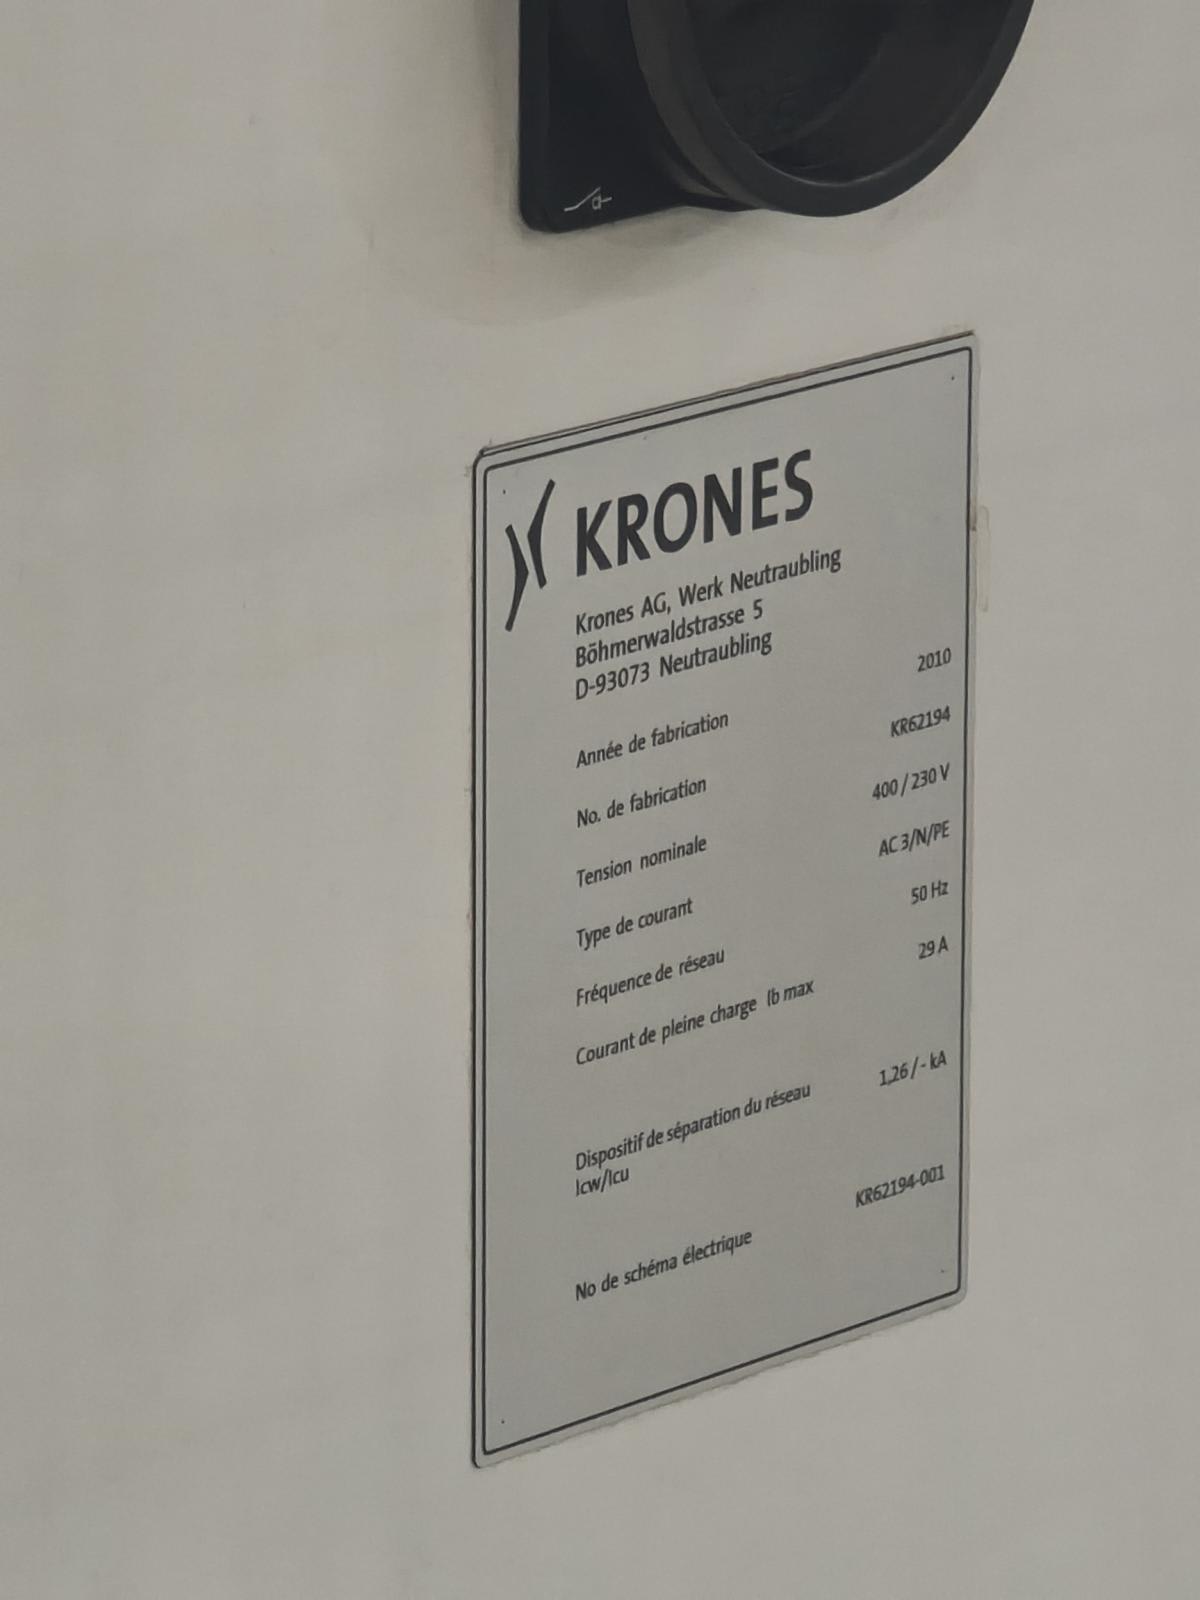 KRONES
Krones AG, Werk Neutraubling
Böhmerwaldstrasse 5
D-93073 Neutraubling
Année de fabrication 2010
No. de fabrication KR62194
Tension nominale 400 / 230 V
Type de courant AC 3/N/PE
Fréquence de réseau 50 Hz
Courant de pleine charge Ib max 29 A
Dispositif de séparation du réseau 1,26 / - kA
Icw/Icu
No de schéma électrique KR62194-001